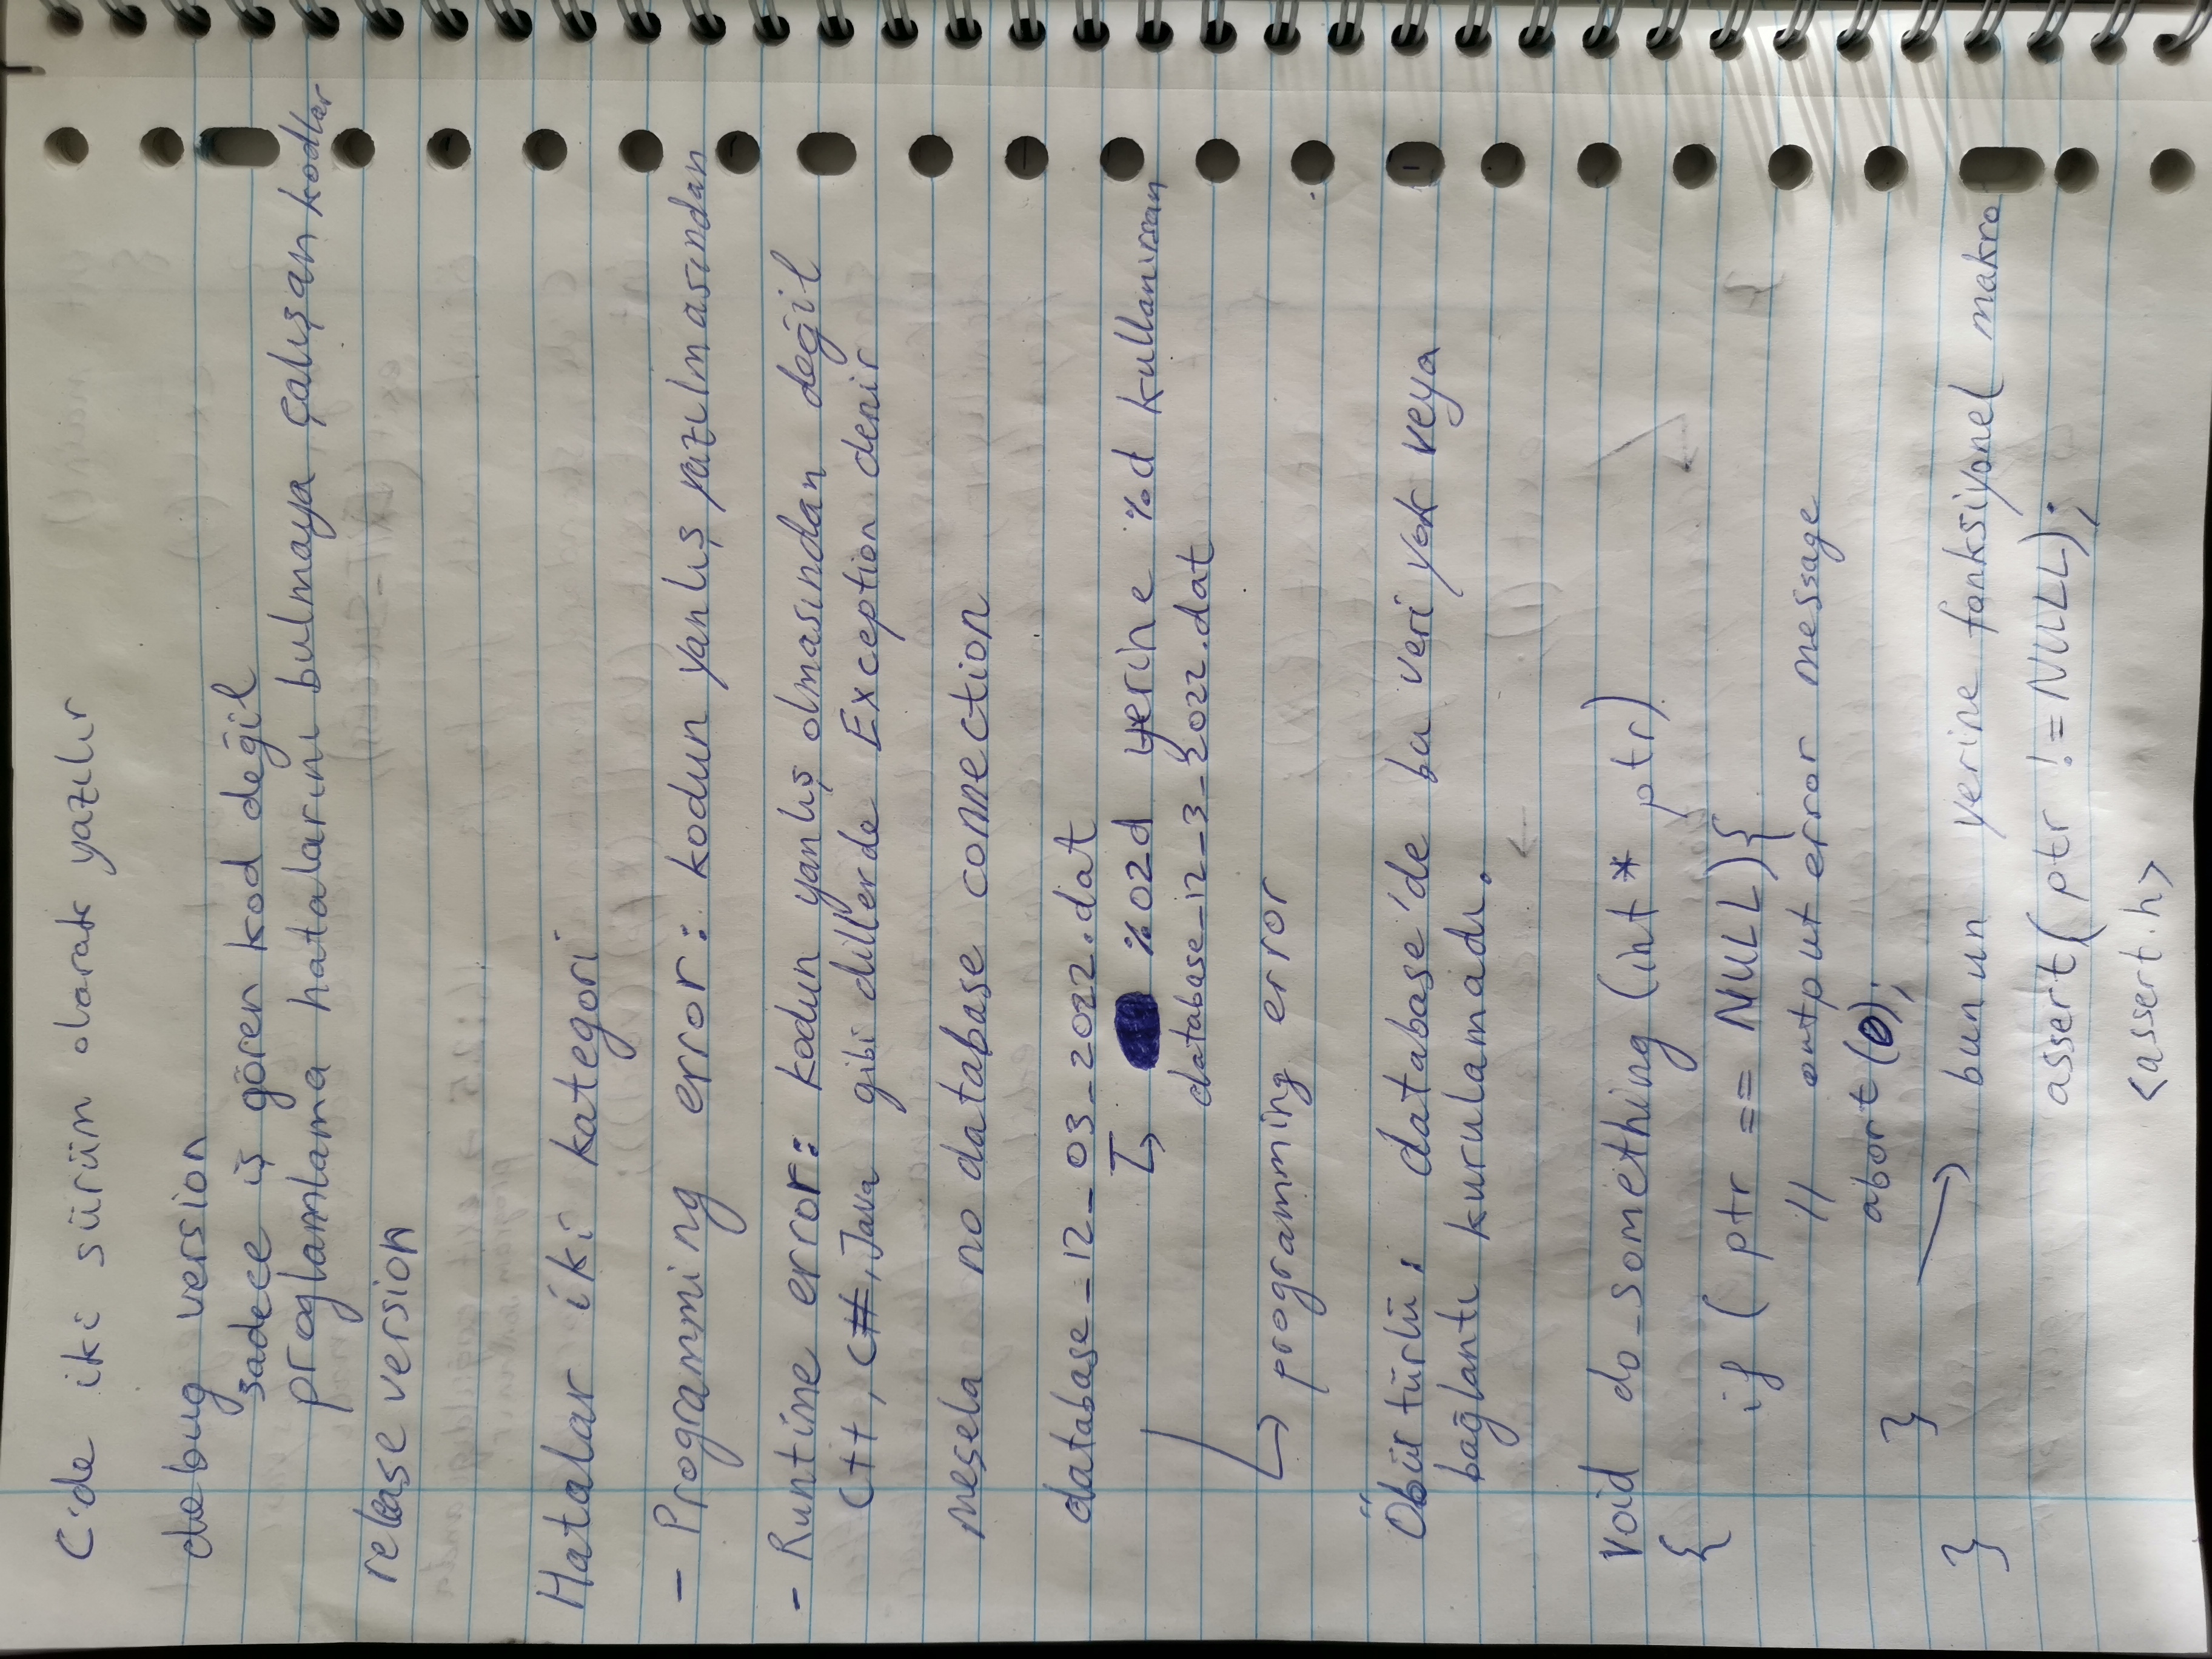 C'de iki sürüm olarak yazılır
debug version
sadece iş gören kod değil
proglamlama hatalarını bulmaya çalışan kodlar
release version
Hatalar iki kategori
- Programming error: kodun yanlış yazılmasından
- Runtime error: kodun yanlış olmasından değil
C++, C#, Java gibi dillerde Exception denir
mesela no database connection
database_12_03_2022.dat
↳ %02d yerine %d kullanırsan
database_12_3_2022.dat
↳ programming error
Öbür türlü: database'de bu veri yok veya
bağlantı kurulamadı.
void do_something (int * ptr)
{
if ( ptr == NULL){
// output error message
abort(0);
}
→ bunun yerine fonksiyonel makro
}
assert( ptr != NULL);
<assert.h>